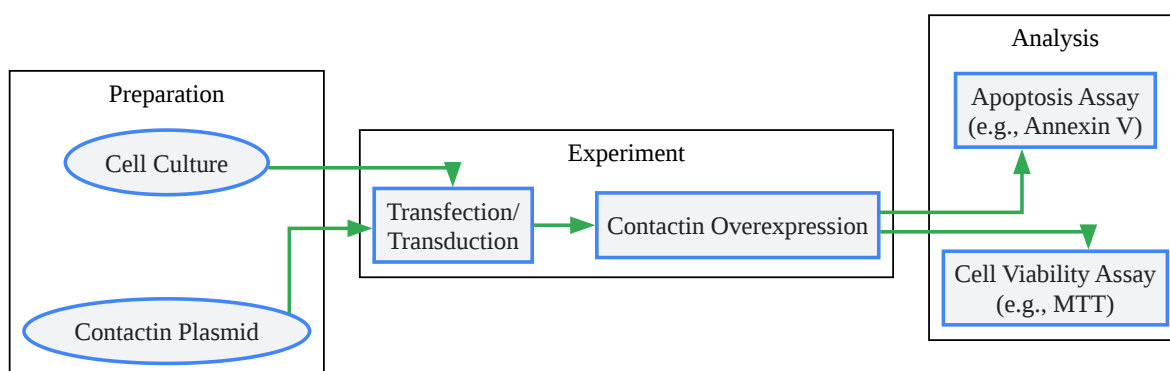 Preparation
Cell Culture
Contactin Plasmid
Experiment
Transfection/
Transduction
Contactin Overexpression
Analysis
Apoptosis Assay
(e.g., Annexin V)
Cell Viability Assay
(e.g., MTT)